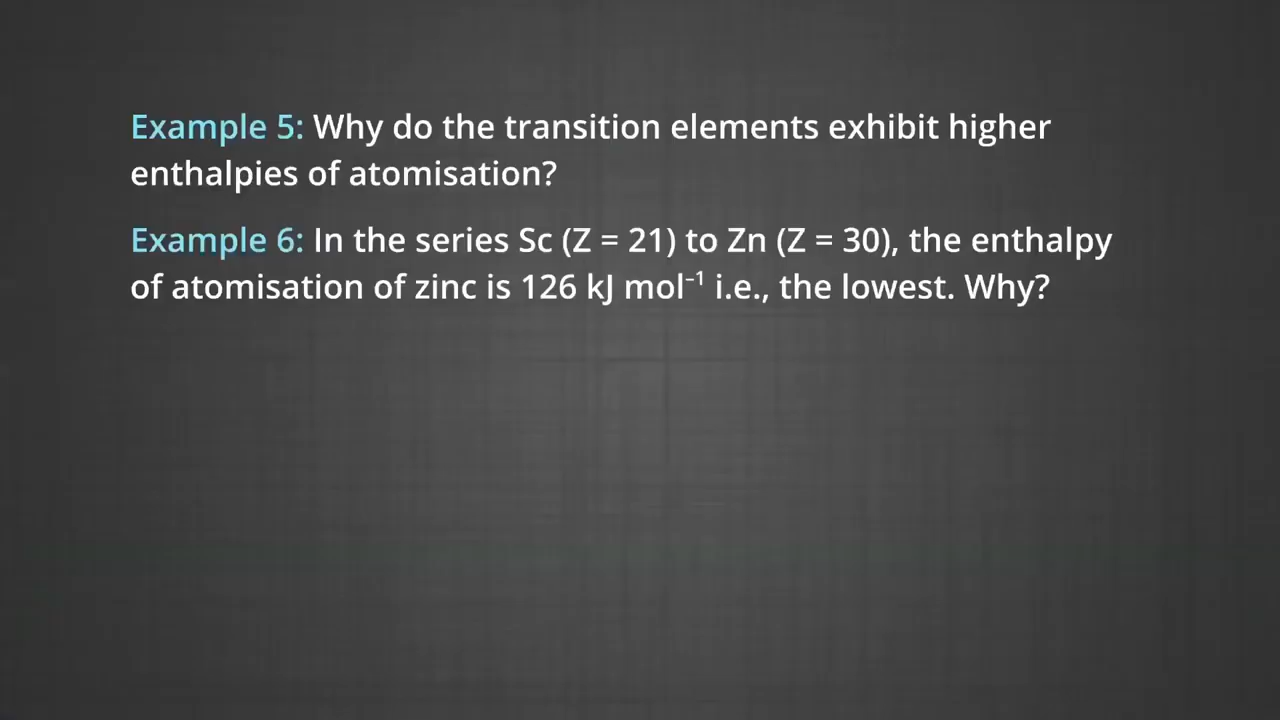 Example 5: Why do the transition elements exhibit higher
enthalpies of atomisation?
Example 6: In the series Sc (Z = 21) to Zn (Z = 30), the enthalpy
of atomisation of zinc is 126 kJ mol⁻¹ i.e., the lowest. Why?